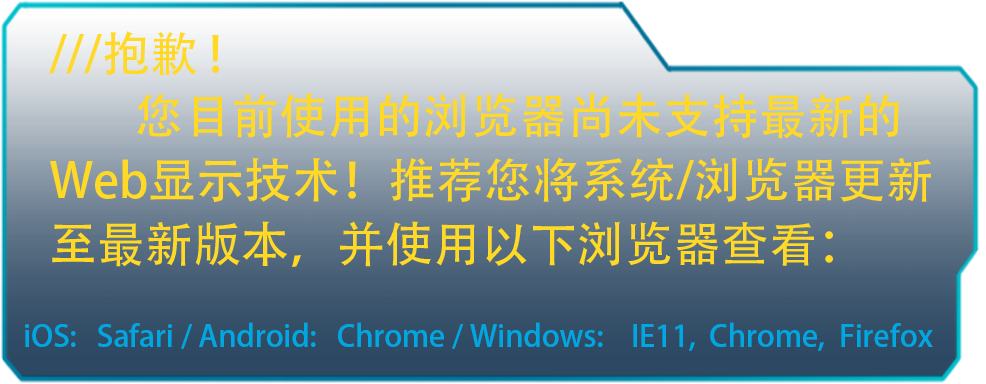 ///抱歉！
您目前使用的浏览器尚未支持最新的
Web显示技术！推荐您将系统/浏览器更新
至最新版本，并使用以下浏览器查看：
iOS: Safari / Android: Chrome / Windows: IE11, Chrome, Firefox